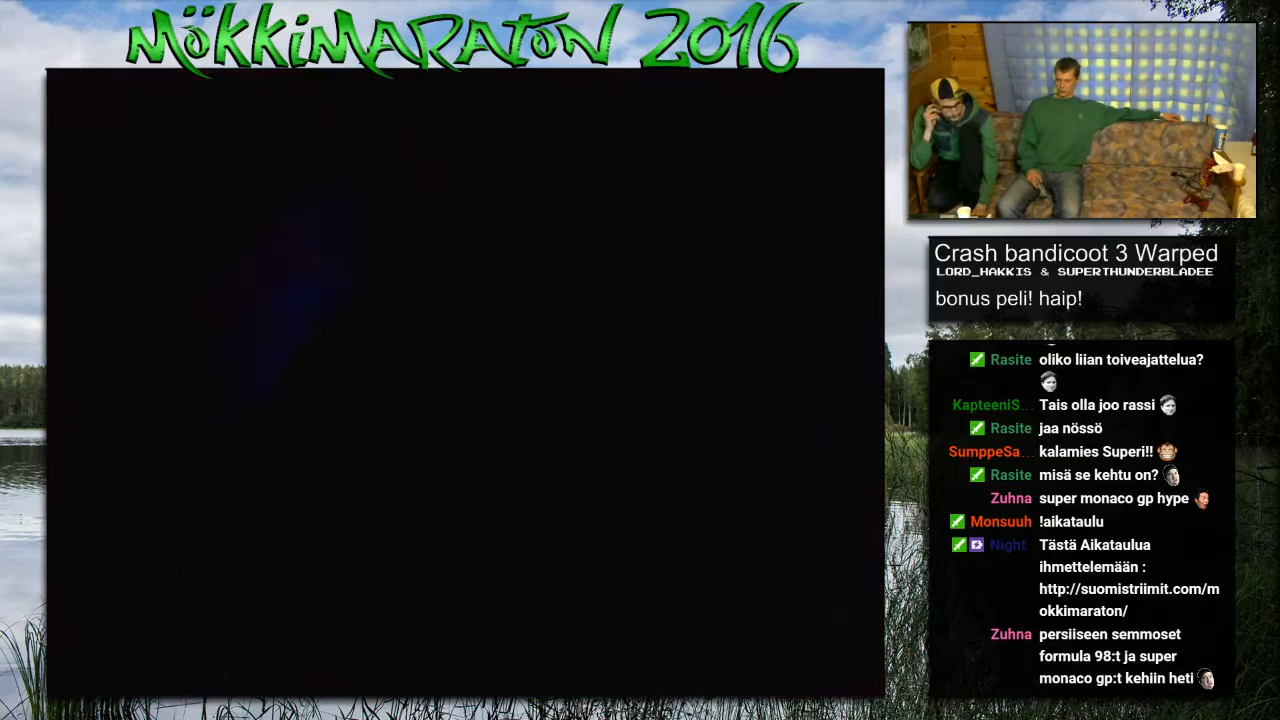 MÖKKIMARATON 2016
Crash bandicoot 3 Warped
LORD_HAKKIS & SUPERTHUNDERBLADEE
bonus peli! haip!
Rasite oliko liian toiveajattelua?
KapteeniS... Tais olla joo rassi
Rasite jaa nössö
SumppeSa... kalamies Superi!!
Rasite misä se kehtu on?
Zuhna super monaco gp hype
Monsuuh !aikataulu
Night Tästä Aikataulua
ihmettelemään :
http://suomistriimit.com/m
okkimaraton/
Zuhna persiiseen semmoset
formula 98:t ja super
monaco gp:t kehiin heti